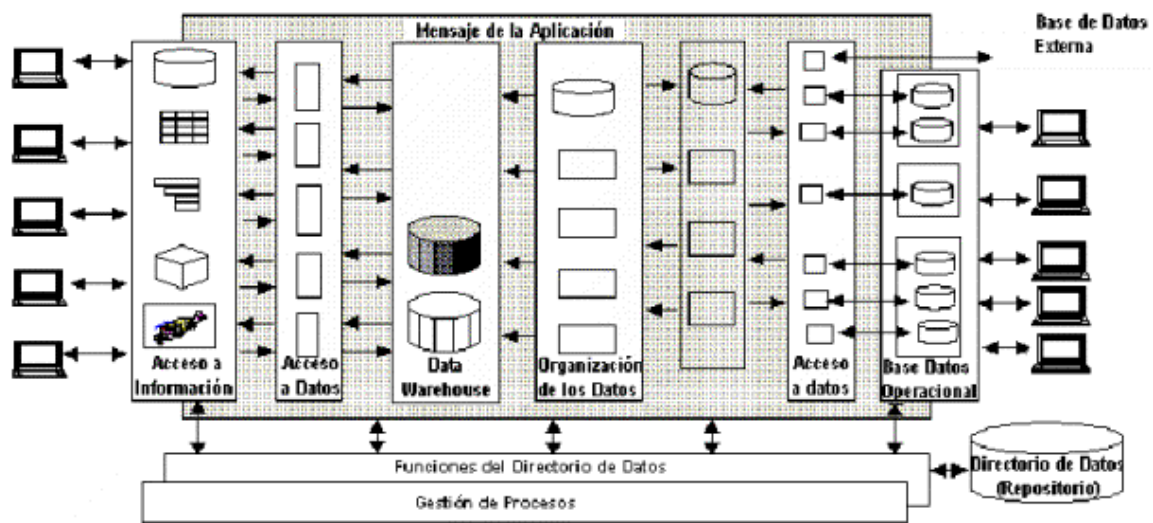 Mensaje de la Aplicación
Base de Datos
Externa
Acceso a
Información
Acceso
a Datos
Data
Warehouse
Organización
de los Datos
Acceso
a datos
Base Datos
Operacional
Funciones del Directorio de Datos
Gestión de Procesos
Directorio de Datos
(Repositorio)